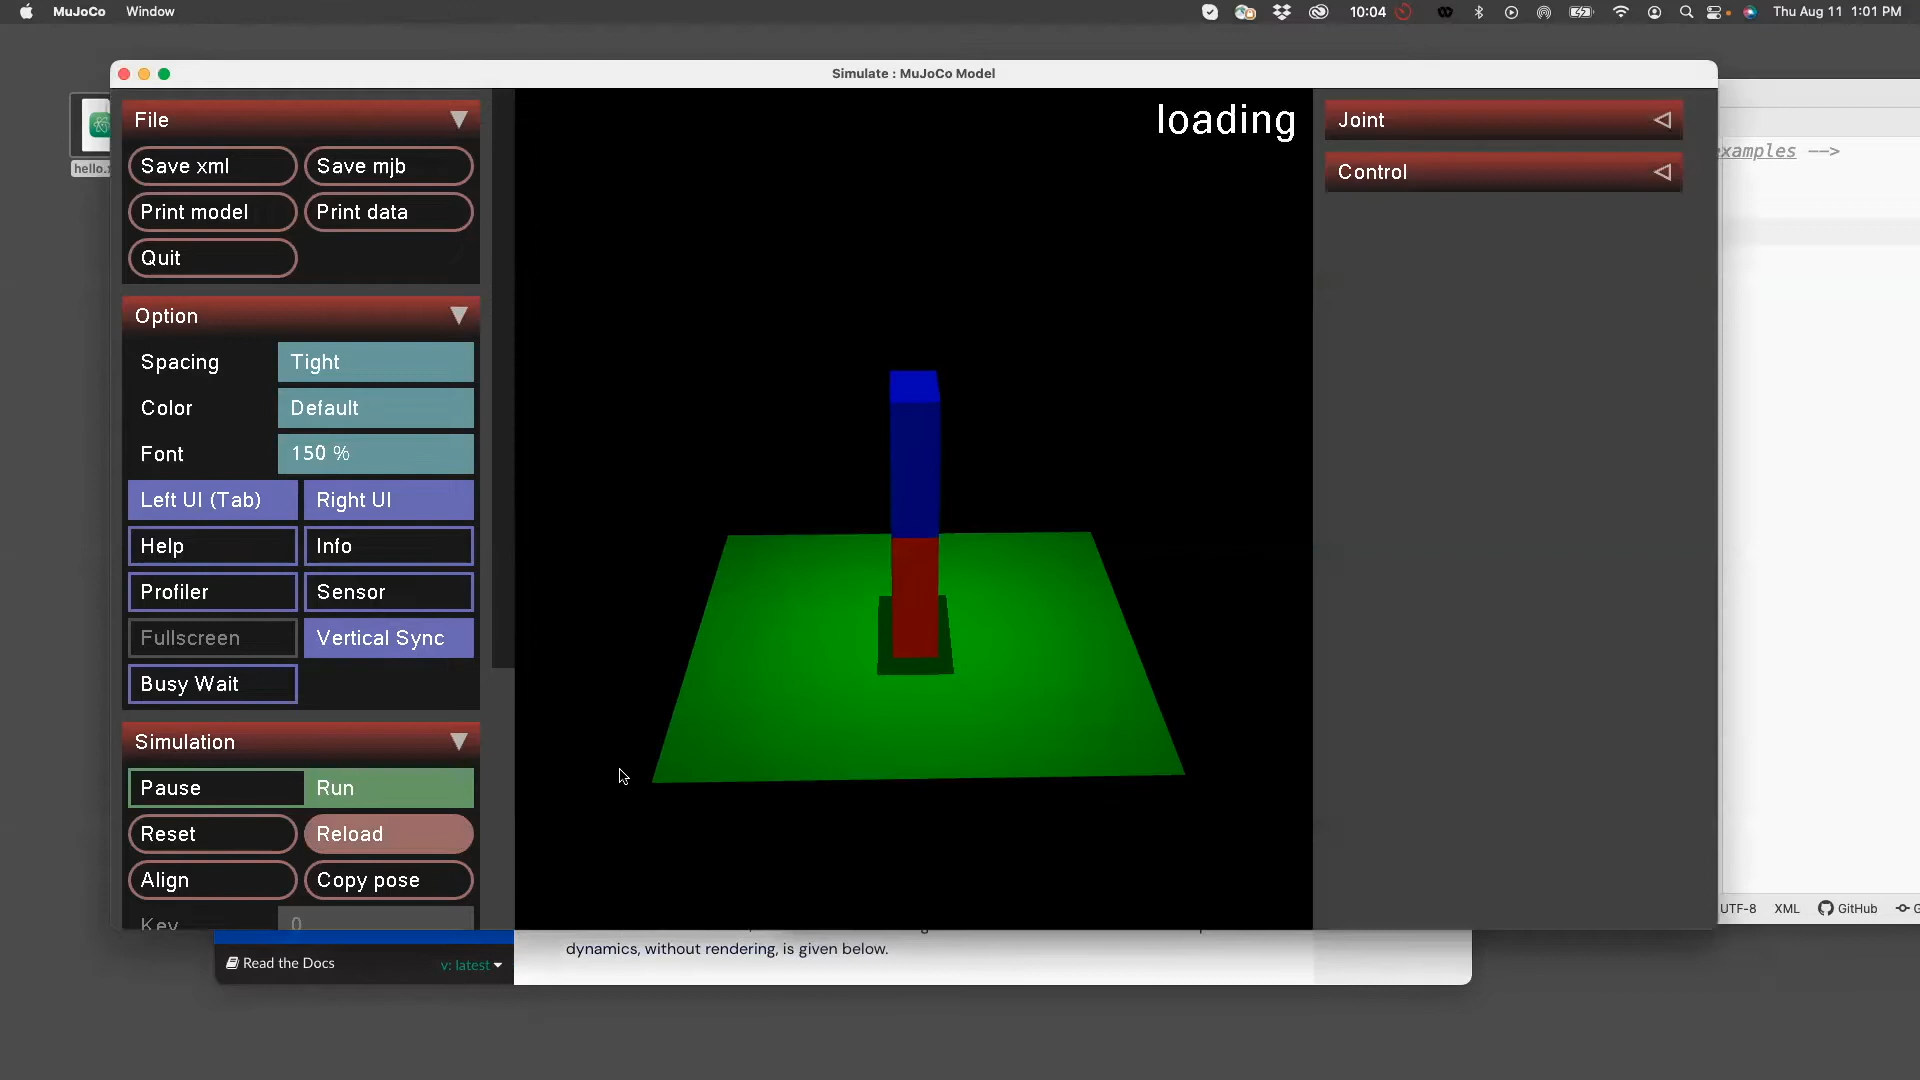 MuJoCo Window 10:04 Thu Aug 11 1:01 PM
Simulate : MuJoCo Model
hello.
File
Save xml Save mjb
Print model Print data
Quit
Option
Spacing Tight
Color Default
Font 150 %
Left UI (Tab) Right UI
Help Info
Profiler Sensor
Fullscreen Vertical Sync
Busy Wait
Simulation
Pause Run
Reset Reload
Align Copy pose
Key 0
loading
Joint
Control
examples -->
UTF-8 XML GitHub
dynamics, without rendering, is given below.
Read the Docs v: latest